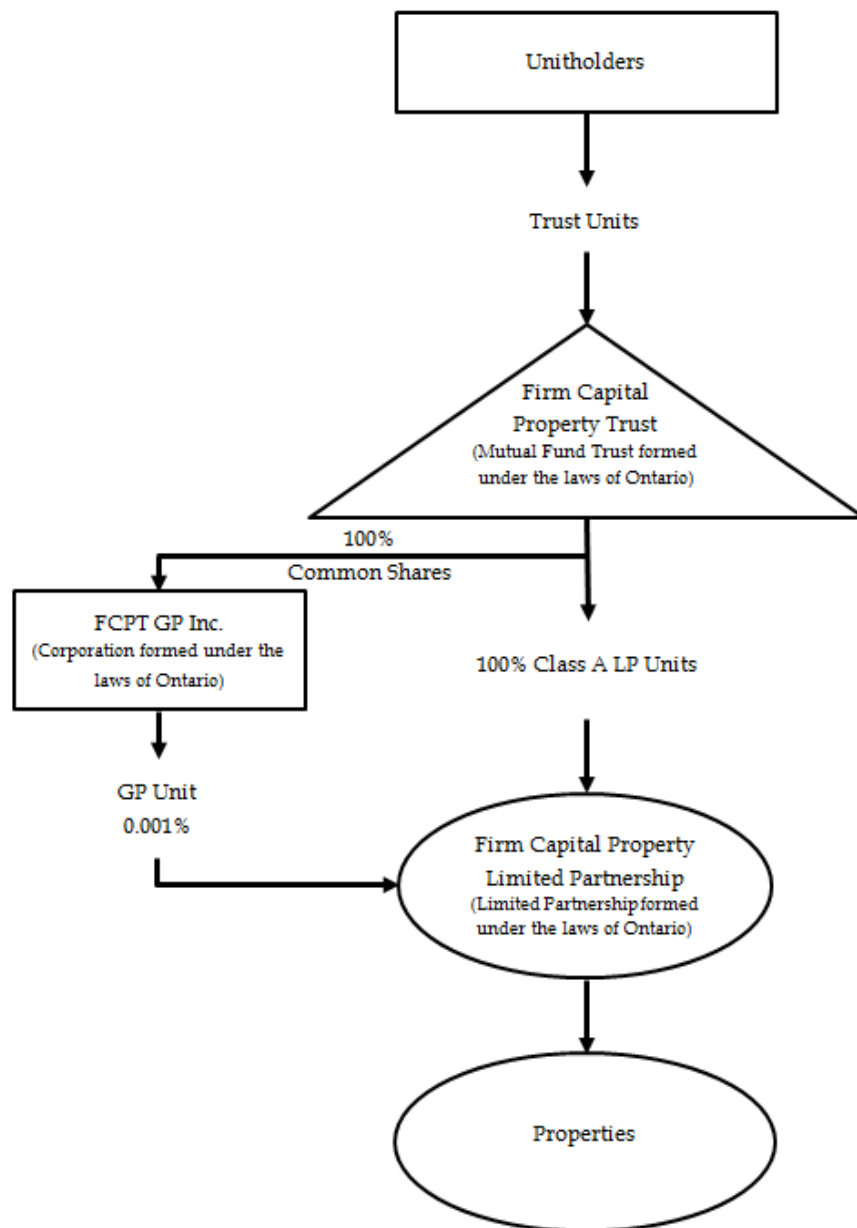 Unitholders
Trust Units
Firm Capital
Property Trust
(Mutual Fund Trust formed
under the laws of Ontario)
100%
Common Shares
FCPT GP Inc.
(Corporation formed under the
laws of Ontario)
100% Class A LP Units
GP Unit
0.001%
Firm Capital Property
Limited Partnership
(Limited Partnership formed
under the laws of Ontario)
Properties